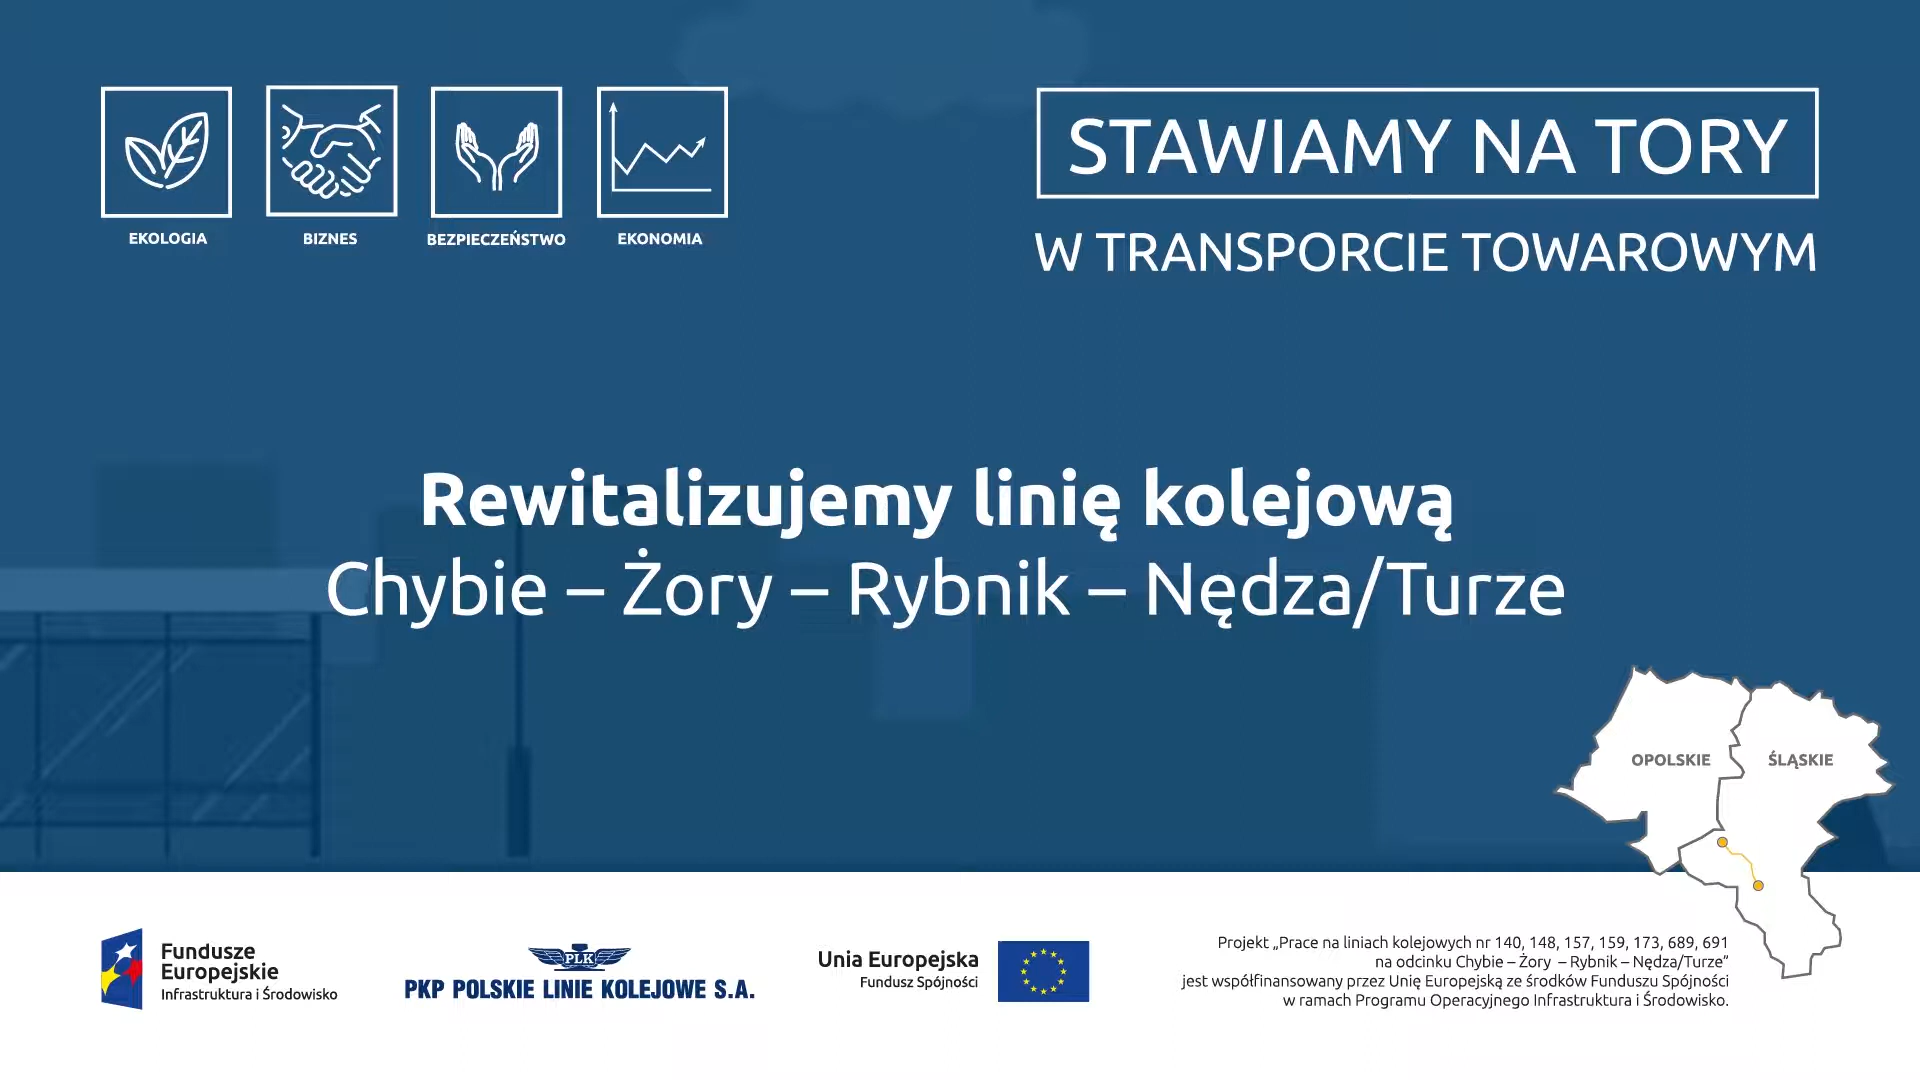 EKOLOGIA
BIZNES
BEZPIECZEŃSTWO
EKONOMIA
STAWIAMY NA TORY
W TRANSPORCIE TOWAROWYM
Rewitalizujemy linię kolejową
Chybie – Żory – Rybnik – Nędza/Turze
OPOLSKIE
ŚLĄSKIE
Fundusze
Europejskie
Infrastruktura i Środowisko
PLK
PKP POLSKIE LINIE KOLEJOWE S.A.
Unia Europejska
Fundusz Spójności
Projekt „Prace na liniach kolejowych nr 140, 148, 157, 159, 173, 689, 691
na odcinku Chybie – Żory – Rybnik – Nędza/Turze”
jest współfinansowany przez Unię Europejską ze środków Funduszu Spójności
w ramach Programu Operacyjnego Infrastruktura i Środowisko.